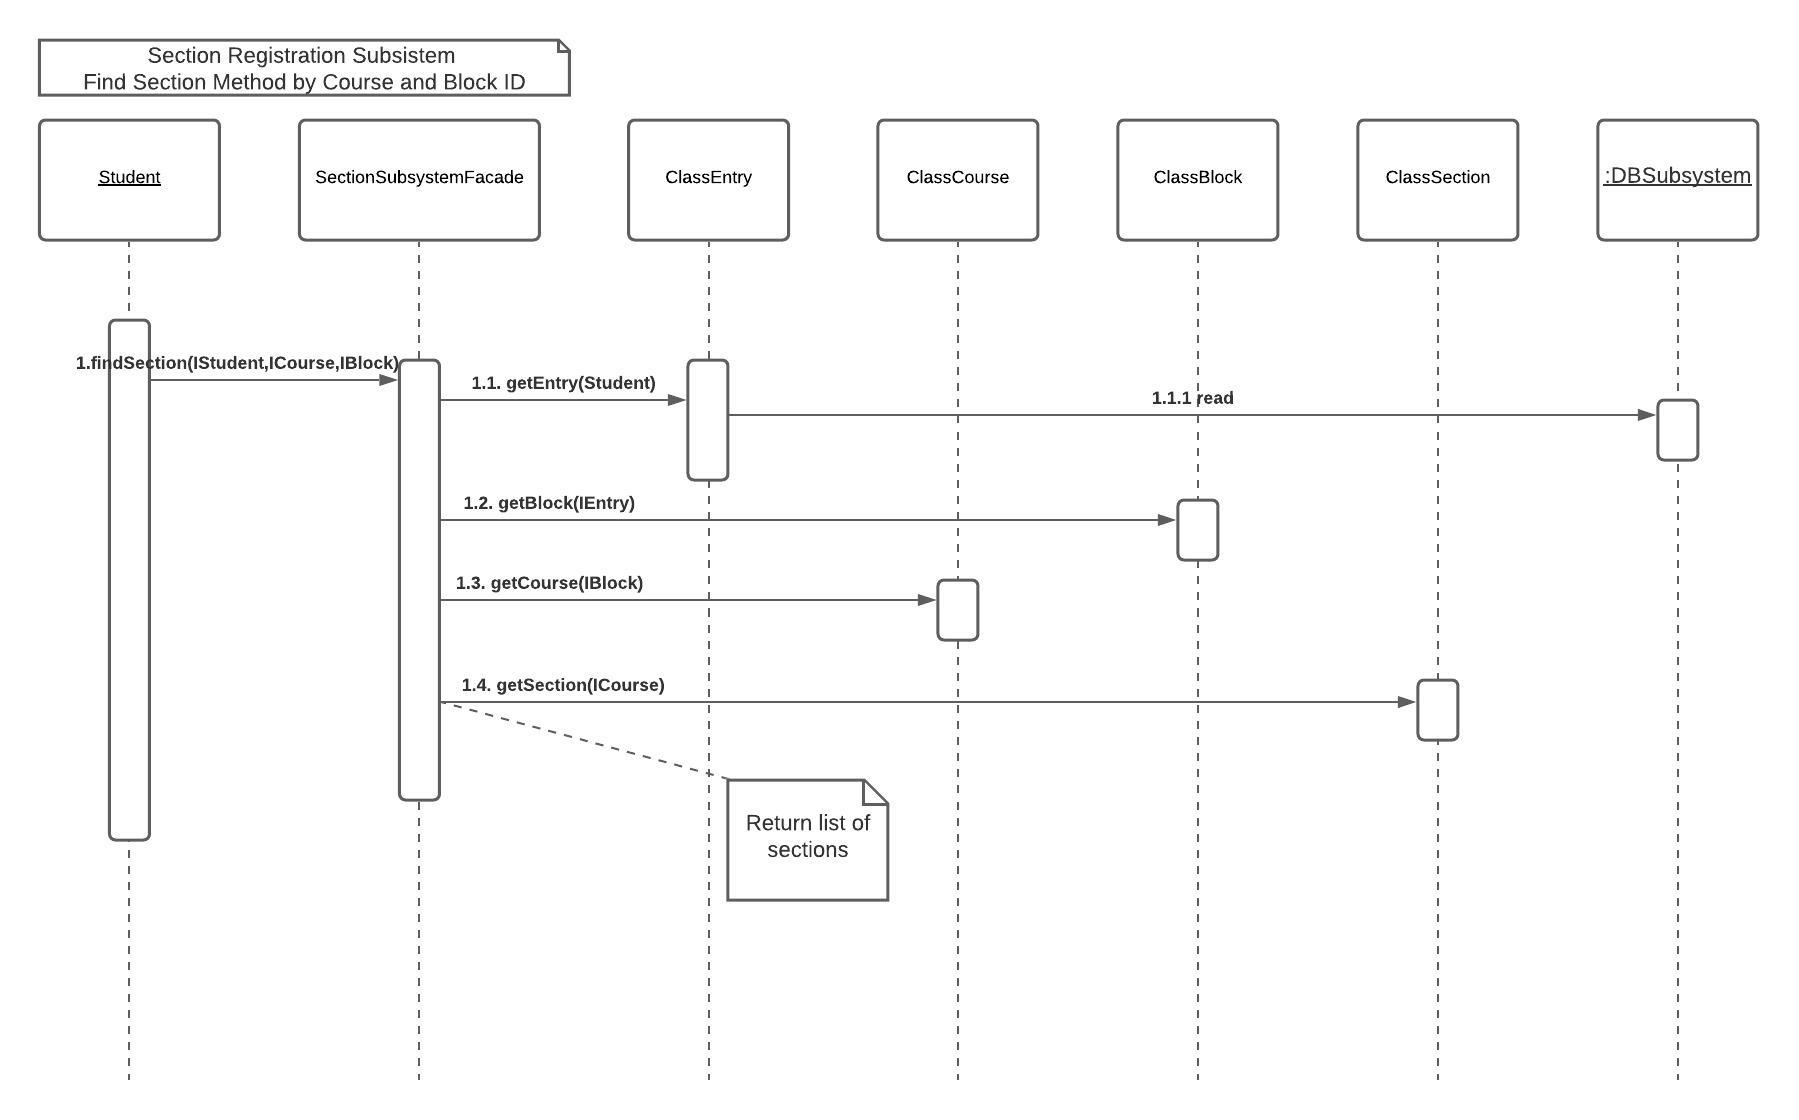 Section Registration Subsistem
Find Section Method by Course and Block ID
Student
SectionSubsystemFacade
ClassEntry
ClassCourse
ClassBlock
ClassSection
:DBSubsystem
1.findSection(IStudent,ICourse,IBlock)
1.1. getEntry(Student)
1.1.1 read
1.2. getBlock(IEntry)
1.3. getCourse(IBlock)
1.4. getSection(ICourse)
Return list of
sections